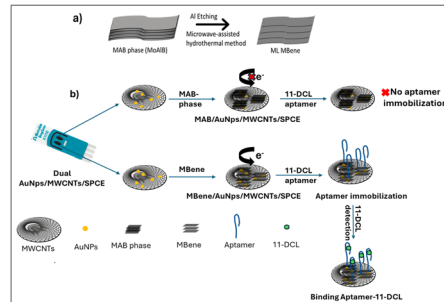 a)
Al Etching
Microwave-assisted
hydrothermal method
MAB phase (MoAlB)
ML MBene
b)
MAB-
phase
e-
11-DCL
aptamer
No aptamer
immobilization
MAB/AuNps/MWCNTs/SPCE
Dual
AuNps/MWCNTs/SPCE
MBene
e-
11-DCL
aptamer
MBene/AuNps/MWCNTs/SPCE
Aptamer immobilization
MWCNTs
AuNPs
MAB phase
MBene
Aptamer
11-DCL
11-DCL
detection
Binding Aptamer-11-DCL